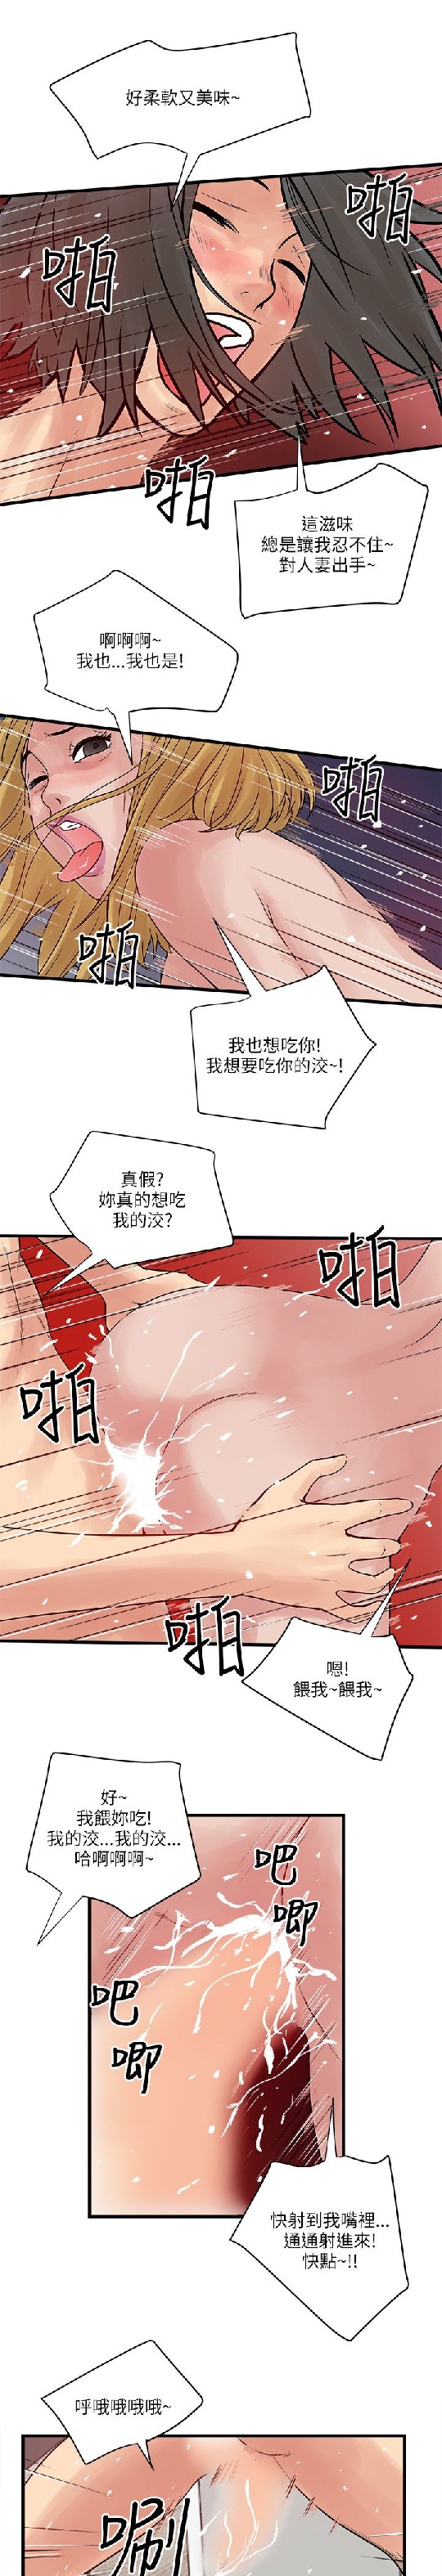 好柔軟又美味~
啪
啪
啪
這滋味
總是讓我忍不住~
對人妻出手~
啊啊啊~
我也...我也是!
啪
啪
我也想吃你!
我想要吃你的洨~!
真假?
妳真的想吃
我的洨?
啪
啪
啪
嗯!
餵我~餵我~
好~
我餵妳吃!
我的洨...我的洨...
哈啊啊啊~
吧
唧
吧
唧
快射到我嘴裡...
通通射進來!
快點~!!
呼哦哦哦哦~
唰